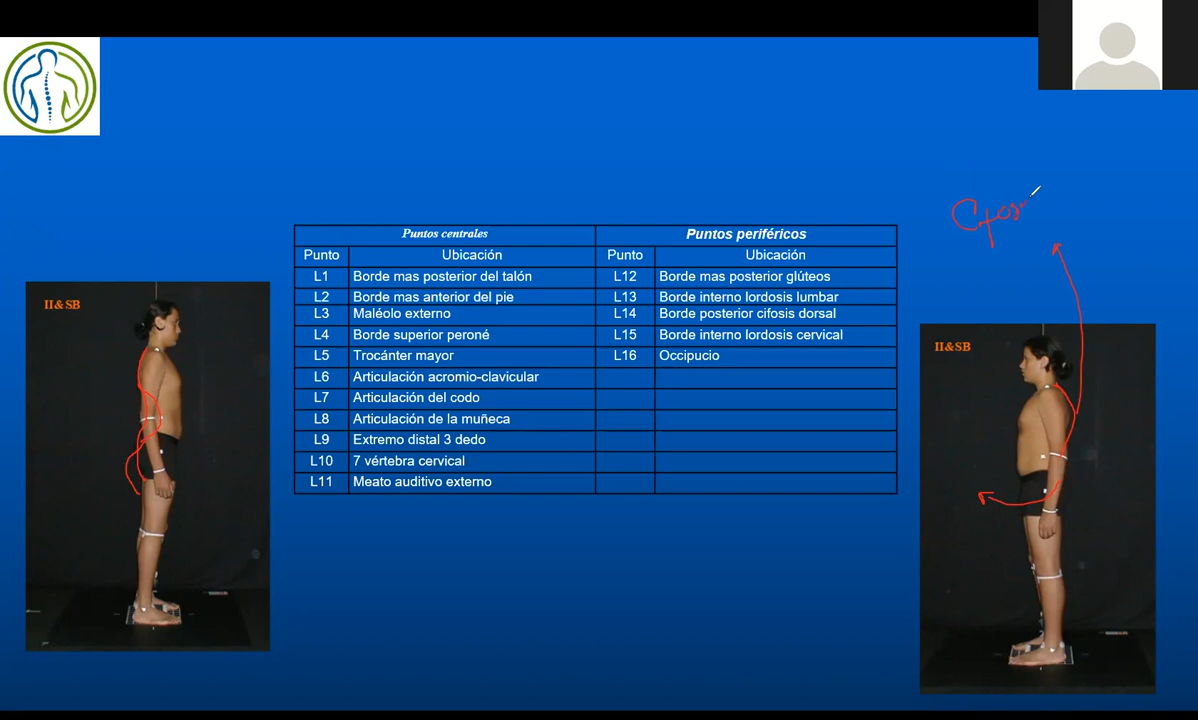 Puntos centrales Puntos periféricos
Punto Ubicación Punto Ubicación
L1 Borde mas posterior del talón L12 Borde mas posterior glúteos
L2 Borde mas anterior del pie L13 Borde interno lordosis lumbar
L3 Maléolo externo L14 Borde posterior cifosis dorsal
L4 Borde superior peroné L15 Borde interno lordosis cervical
L5 Trocánter mayor L16 Occipucio
L6 Articulación acromio-clavicular
L7 Articulación del codo
L8 Articulación de la muñeca
L9 Extremo distal 3 dedo
L10 7 vértebra cervical
L11 Meato auditivo externo
II&SB
II&SB